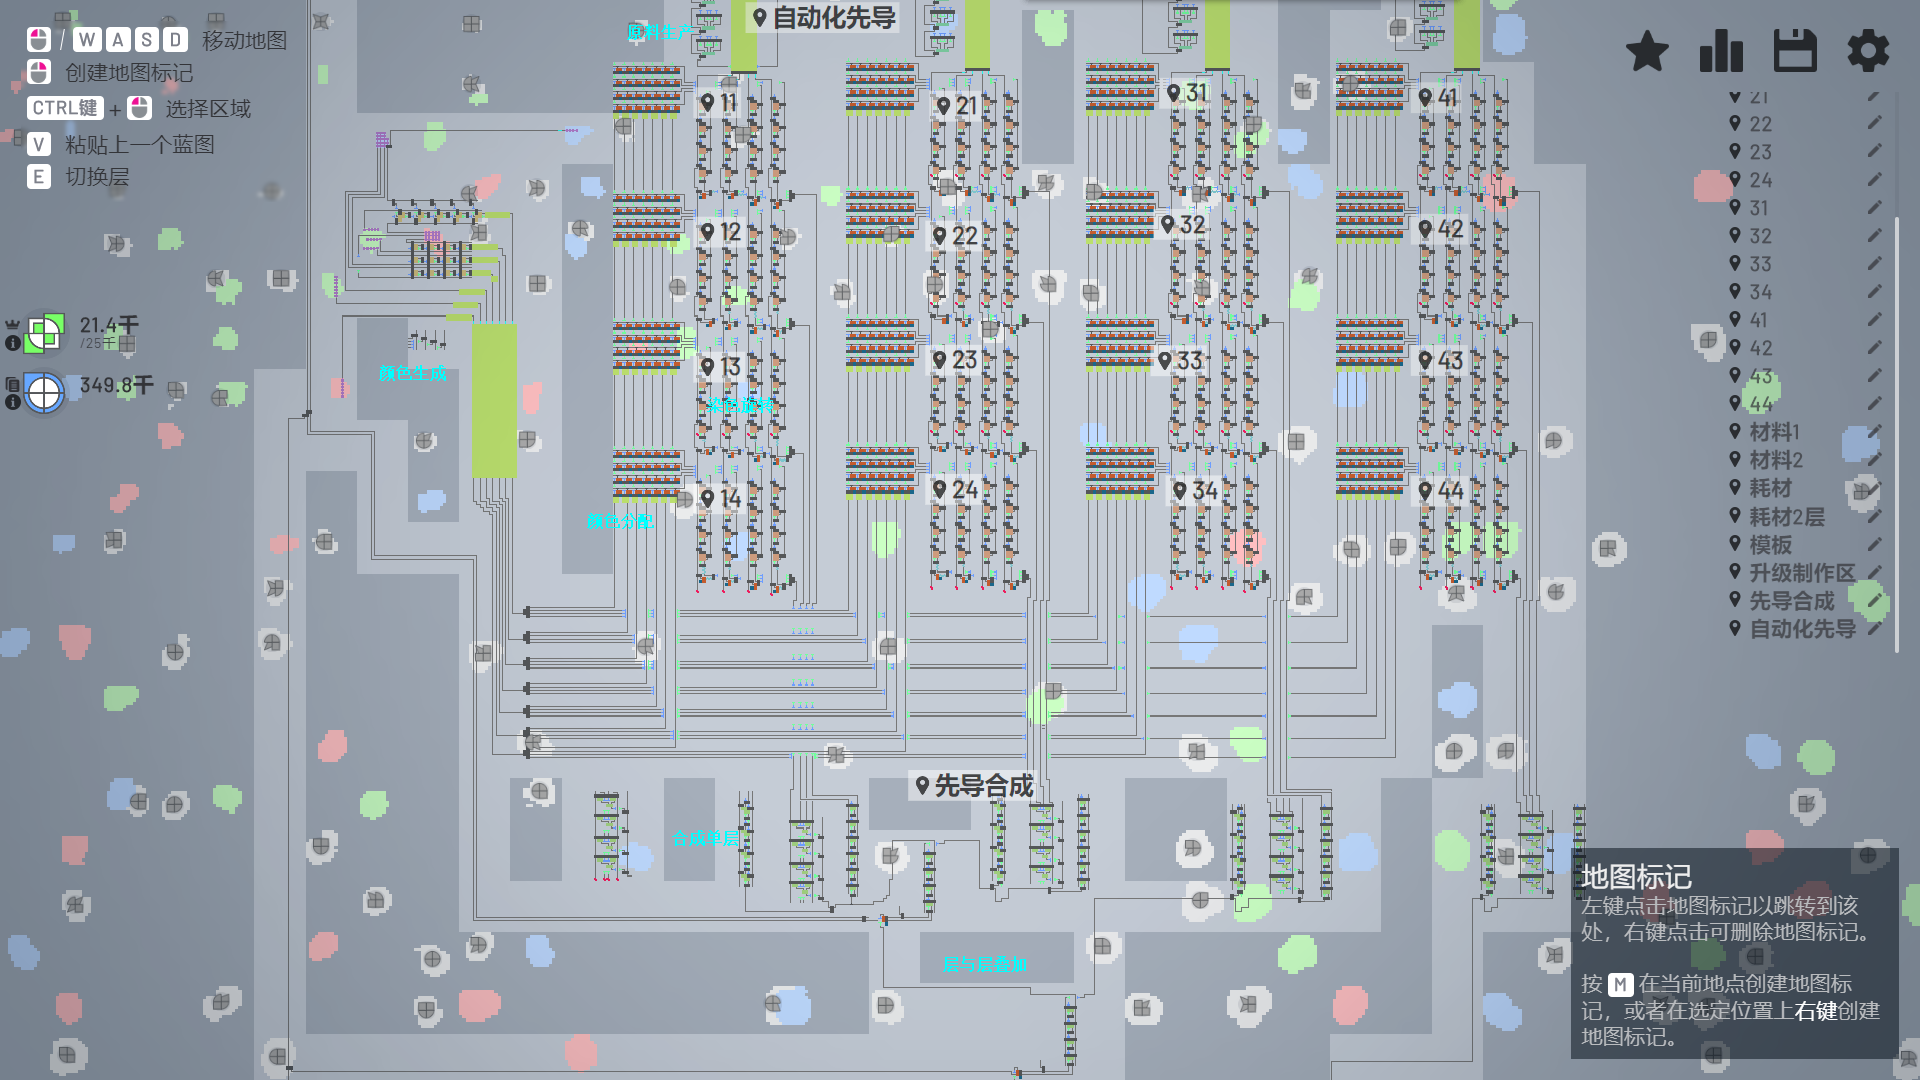 / W A S D 移动地图
创建地图标记
CTRL键 + 选择区域
V 粘贴上一个蓝图
E 切换层
21.4千
/25千
349.8千
原料生产
自动化先导
11
21
31
41
12
22
32
42
13
23
33
43
14
24
34
44
颜色生成
染色旋转
颜色分配
先导合成
合成单层
层与层叠加
21
22
23
24
31
32
33
34
41
42
43
44
材料1
材料2
耗材
耗材2层
模板
升级制作区
先导合成
自动化先导
地图标记
左键点击地图标记以跳转到该
处，右键点击可删除地图标记。
按 M 在当前地点创建地图标
记，或者在选定位置上右键创建
地图标记。